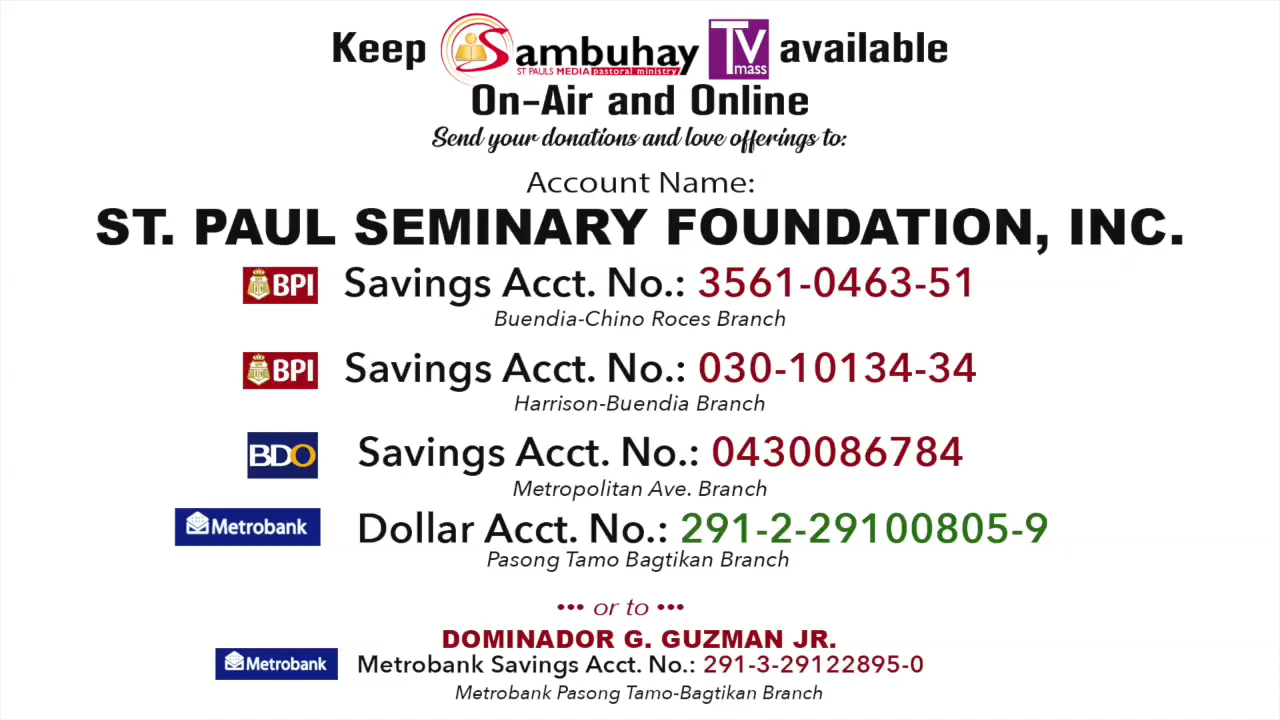 Keep Sambuhay TV mass available
ST PAULS MEDIA pastoral ministry
On-Air and Online
Send your donations and love offerings to:
Account Name:
ST. PAUL SEMINARY FOUNDATION, INC.
BPI Savings Acct. No.: 3561-0463-51
Buendia-Chino Roces Branch
BPI Savings Acct. No.: 030-10134-34
Harrison-Buendia Branch
BDO Savings Acct. No.: 0430086784
Metropolitan Ave. Branch
Metrobank Dollar Acct. No.: 291-2-29100805-9
Pasong Tamo Bagtikan Branch
••• or to •••
DOMINADOR G. GUZMAN JR.
Metrobank Metrobank Savings Acct. No.: 291-3-29122895-0
Metrobank Pasong Tamo-Bagtikan Branch